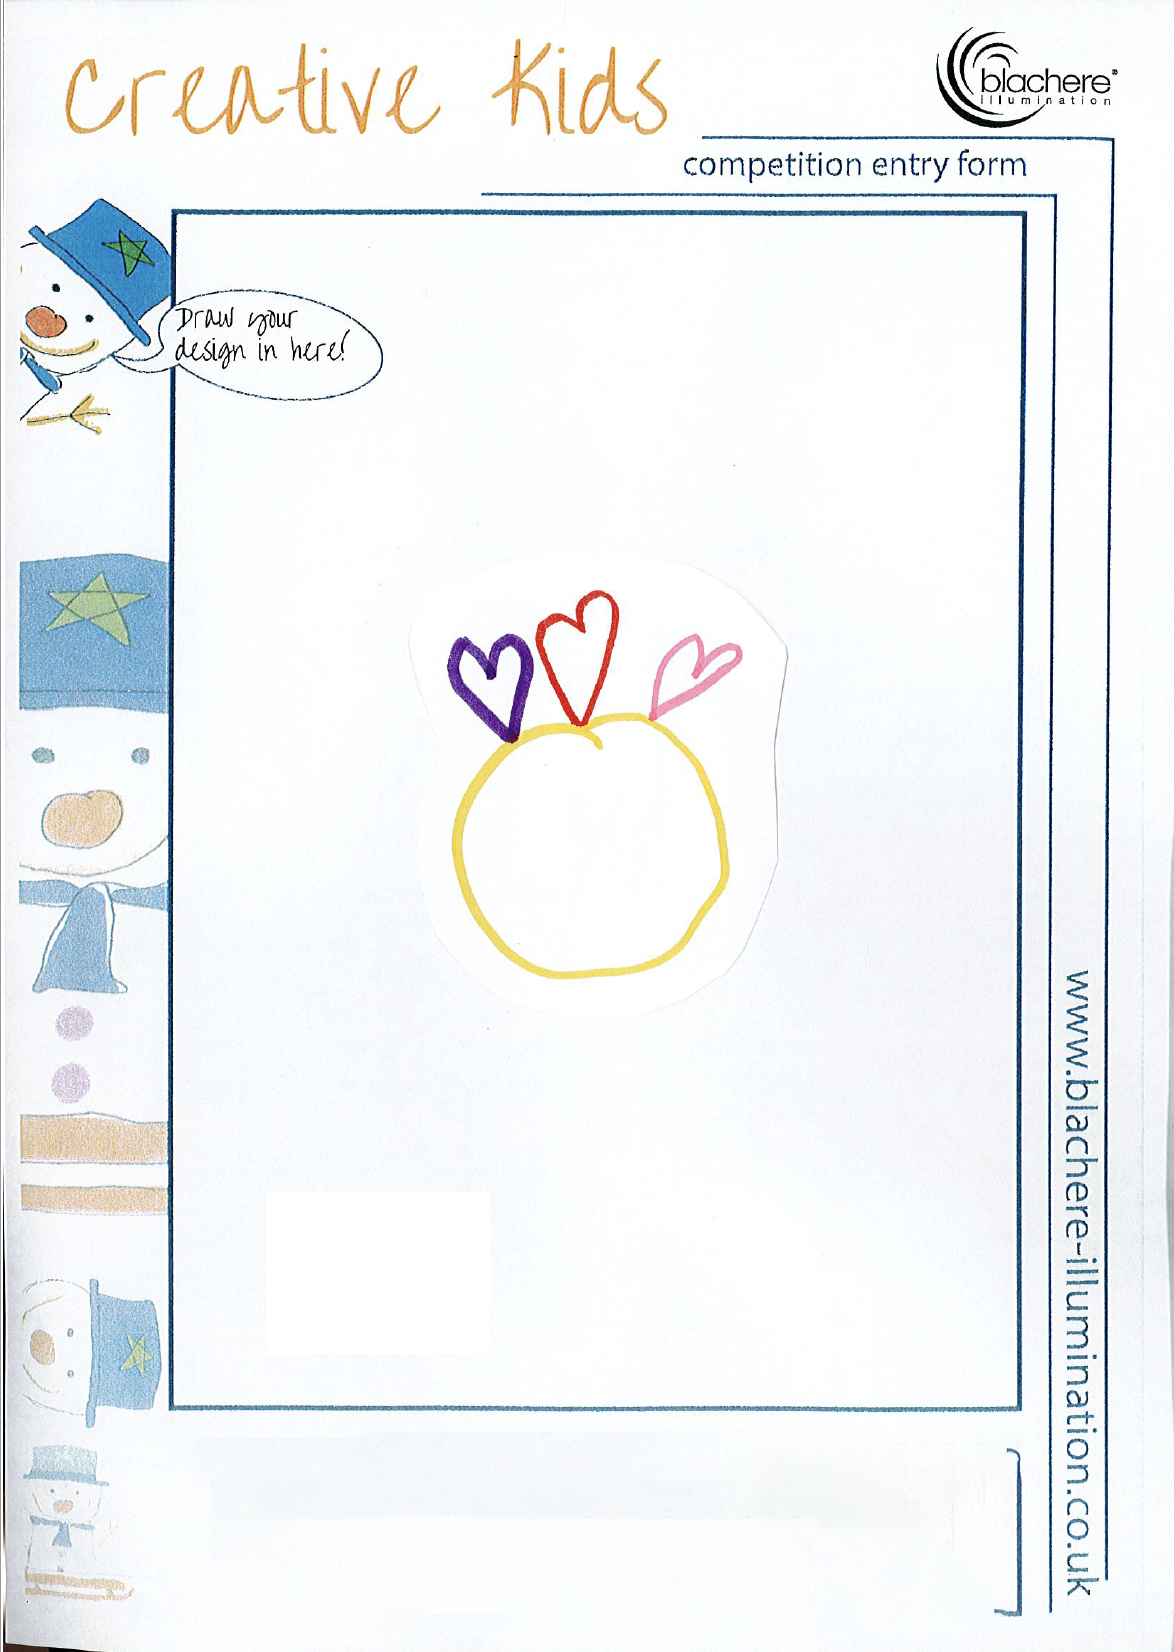 Creative Kids
blachere®
illumination
competition entry form
Draw your
design in here!
www.blachere-illumination.co.uk